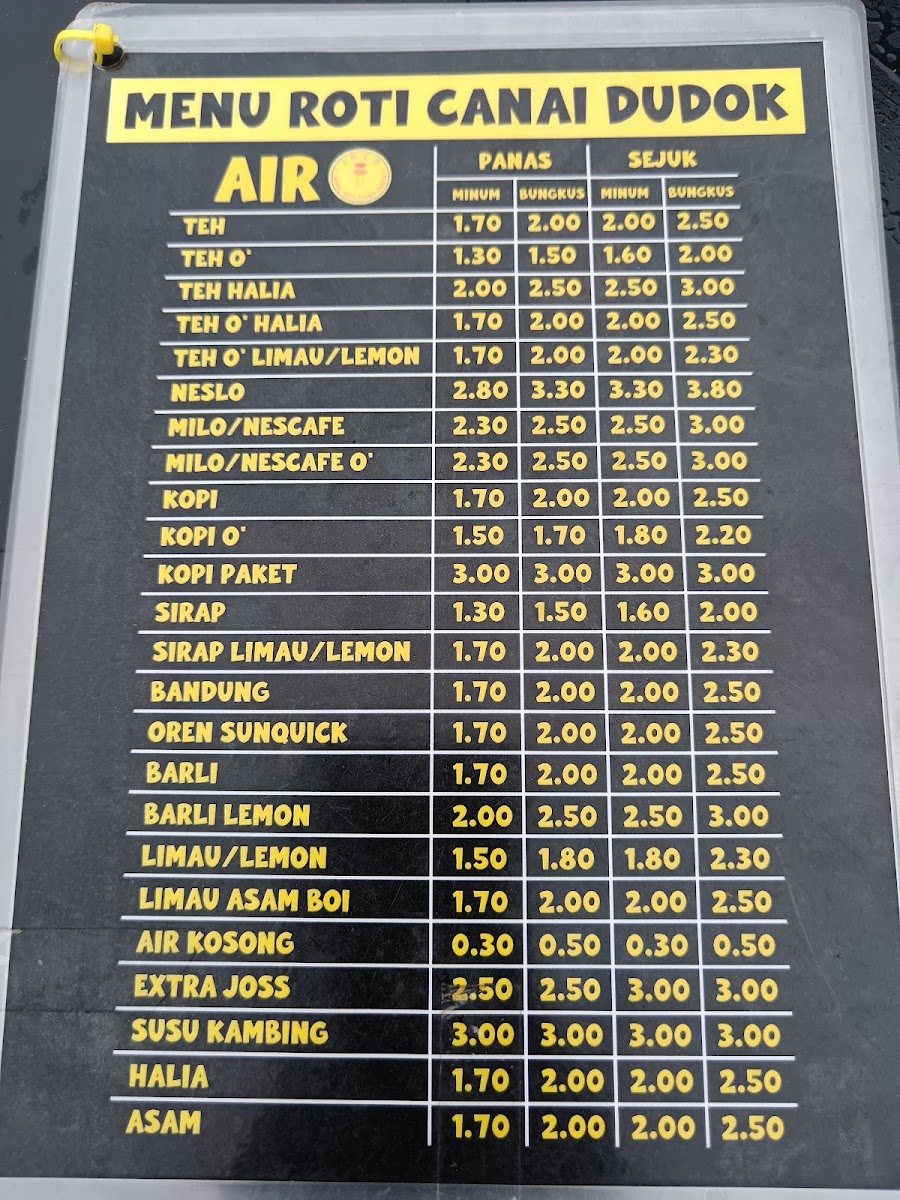 MENU ROTI CANAI DUDOK
AIR PANAS SEJUK
MINUM BUNGKUS MINUM BUNGKUS
TEH 1.70 2.00 2.00 2.50
TEH O' 1.30 1.50 1.60 2.00
TEH HALIA 2.00 2.50 2.50 3.00
TEH O' HALIA 1.70 2.00 2.00 2.50
TEH O' LIMAU/LEMON 1.70 2.00 2.00 2.30
NESLO 2.80 3.30 3.30 3.80
MILO/NESCAFE 2.30 2.50 2.50 3.00
MILO/NESCAFE O' 2.30 2.50 2.50 3.00
KOPI 1.70 2.00 2.00 2.50
KOPI O' 1.50 1.70 1.80 2.20
KOPI PAKET 3.00 3.00 3.00 3.00
SIRAP 1.30 1.50 1.60 2.00
SIRAP LIMAU/LEMON 1.70 2.00 2.00 2.30
BANDUNG 1.70 2.00 2.00 2.50
OREN SUNQUICK 1.70 2.00 2.00 2.50
BARLI 1.70 2.00 2.00 2.50
BARLI LEMON 2.00 2.50 2.50 3.00
LIMAU/LEMON 1.50 1.80 1.80 2.30
LIMAU ASAM BOI 1.70 2.00 2.00 2.50
AIR KOSONG 0.30 0.50 0.30 0.50
EXTRA JOSS 2.50 2.50 3.00 3.00
SUSU KAMBING 3.00 3.00 3.00 3.00
HALIA 1.70 2.00 2.00 2.50
ASAM 1.70 2.00 2.00 2.50